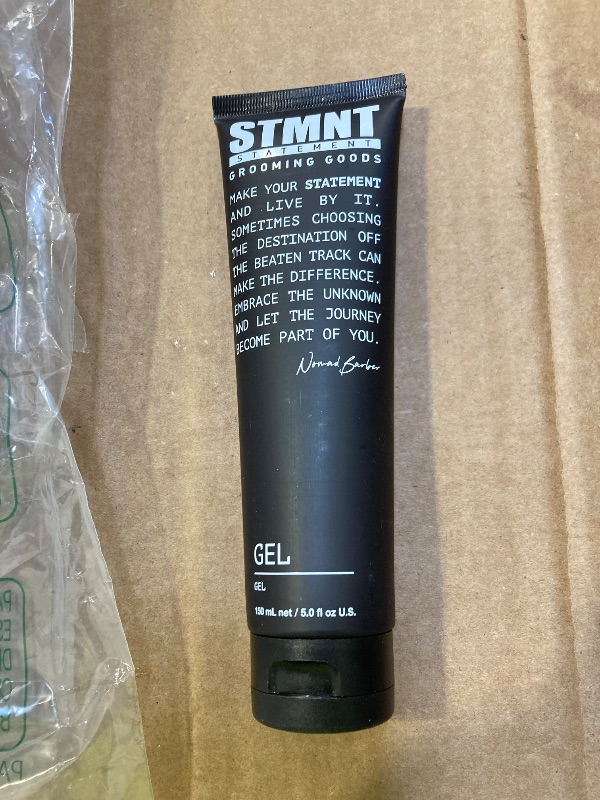 STMNT
STATEMENT
GROOMING GOODS
MAKE YOUR STATEMENT
AND LIVE BY IT.
SOMETIMES CHOOSING
THE DESTINATION OFF
THE BEATEN TRACK CAN
MAKE THE DIFFERENCE.
EMBRACE THE UNKNOWN
AND LET THE JOURNEY
BECOME PART OF YOU.
Nomad Barber
GEL
GEL
150 mL net / 5.0 fl oz U.S.